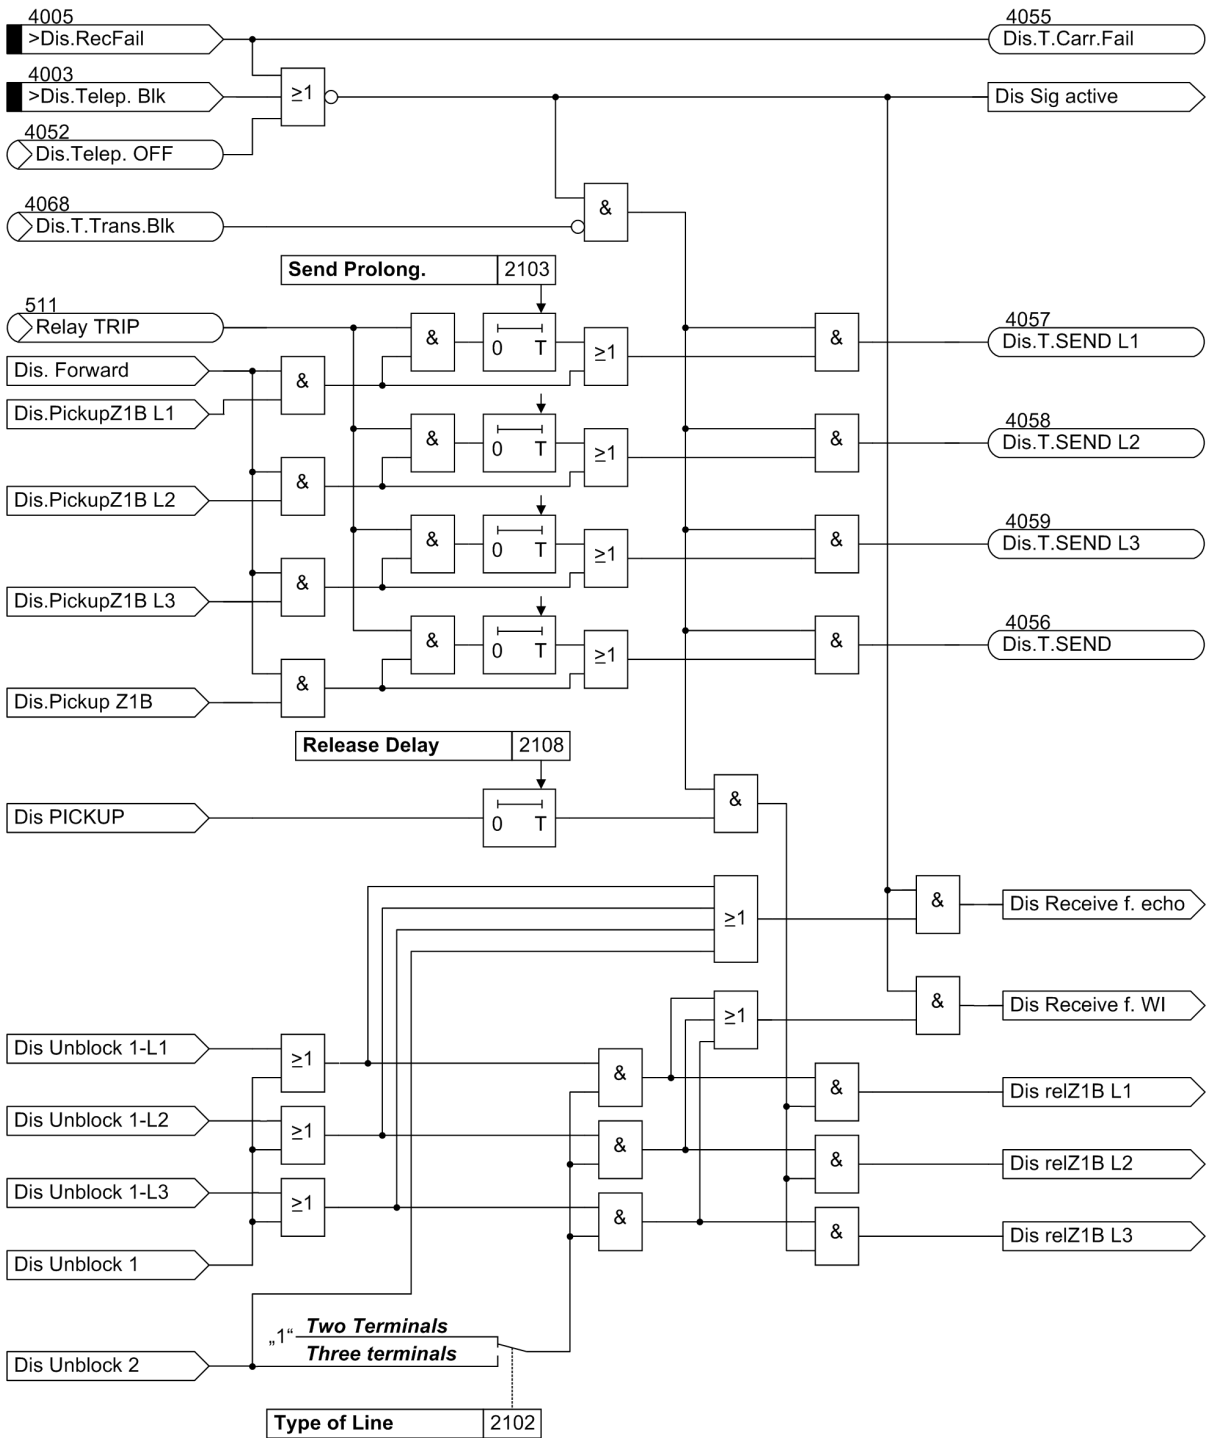 4005
>Dis.RecFail
4055
Dis.T.Carr.Fail
4003
>Dis.Telep. Blk
≥1
Dis Sig active
4052
Dis.Telep. OFF
4068
Dis.T.Trans.Blk
&
Send Prolong. 2103
511
Relay TRIP
& 0 T ≥1 &
4057
Dis.T.SEND L1
Dis. Forward
&
Dis.PickupZ1B L1
& 0 T ≥1 &
4058
Dis.T.SEND L2
&
Dis.PickupZ1B L2
& 0 T ≥1 &
4059
Dis.T.SEND L3
&
Dis.PickupZ1B L3
& 0 T ≥1 &
4056
Dis.T.SEND
&
Dis.Pickup Z1B
Release Delay 2108
Dis PICKUP
0 T
&
≥1
&
Dis Receive f. echo
≥1
&
Dis Receive f. WI
Dis Unblock 1-L1
≥1 & &
Dis relZ1B L1
Dis Unblock 1-L2
≥1 & &
Dis relZ1B L2
Dis Unblock 1-L3
≥1 & &
Dis relZ1B L3
Dis Unblock 1
„1“ Two Terminals
Three terminals
Dis Unblock 2
Type of Line 2102